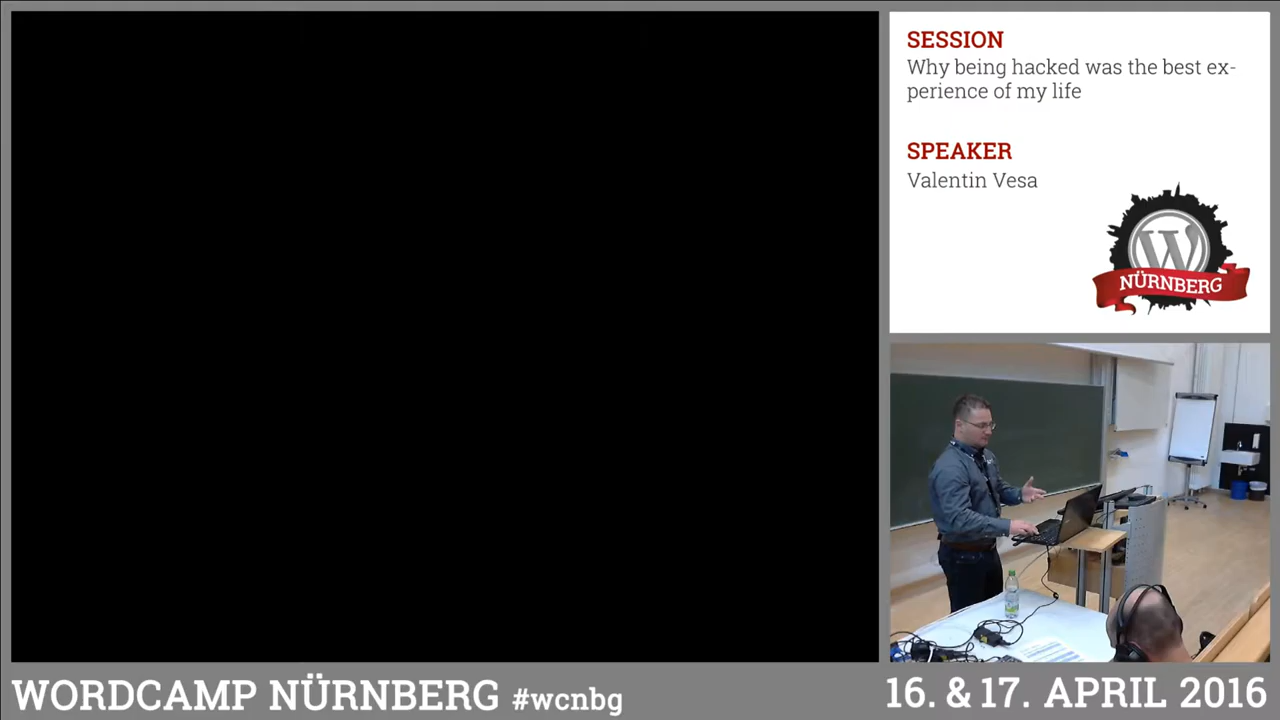 SESSION
Why being hacked was the best ex-
perience of my life
SPEAKER
Valentin Vesa
W
NÜRNBERG
WORDCAMP NÜRNBERG #wcnbg
16. & 17. APRIL 2016